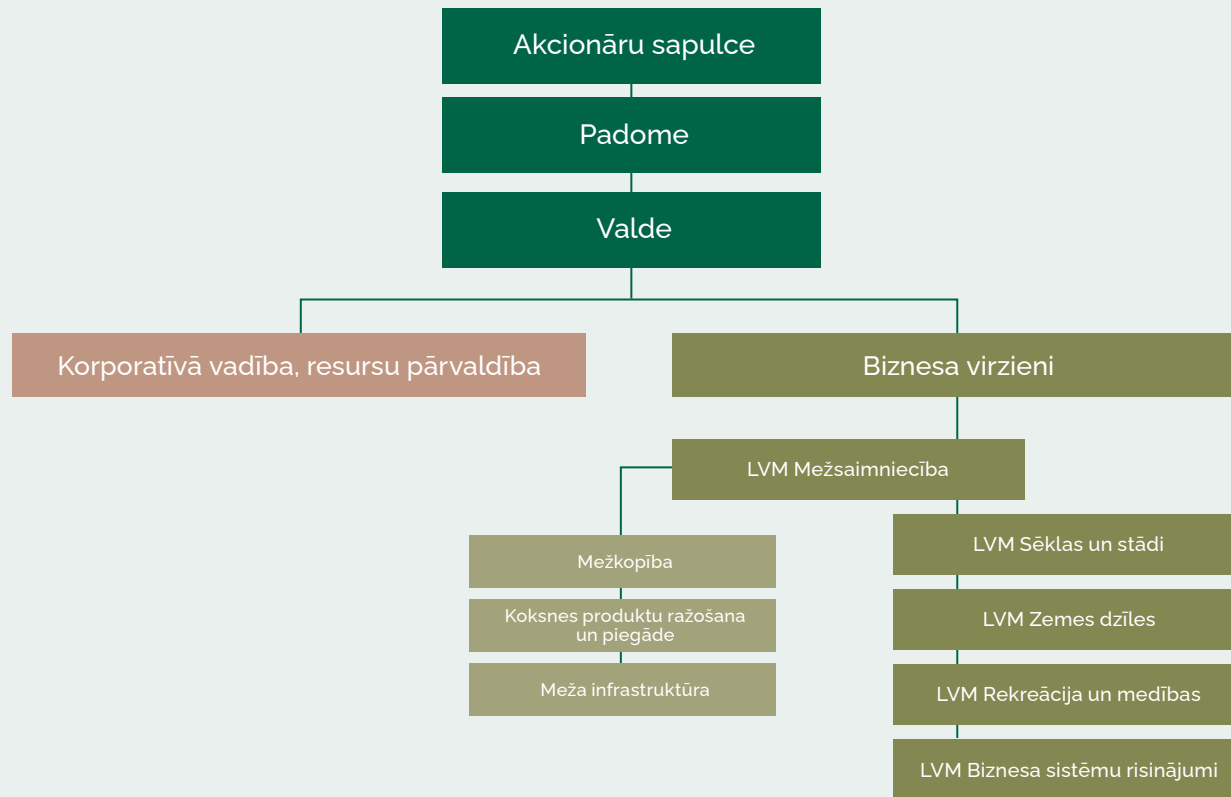 Akcionāru sapulce
Padome
Valde
Korporatīvā vadība, resursu pārvaldība
Biznesa virzieni
LVM Mežsaimniecība
Mežkopība
Koksnes produktu ražošana
un piegāde
Meža infrastruktūra
LVM Sēklas un stādi
LVM Zemes dzīles
LVM Rekreācija un medības
LVM Biznesa sistēmu risinājumi